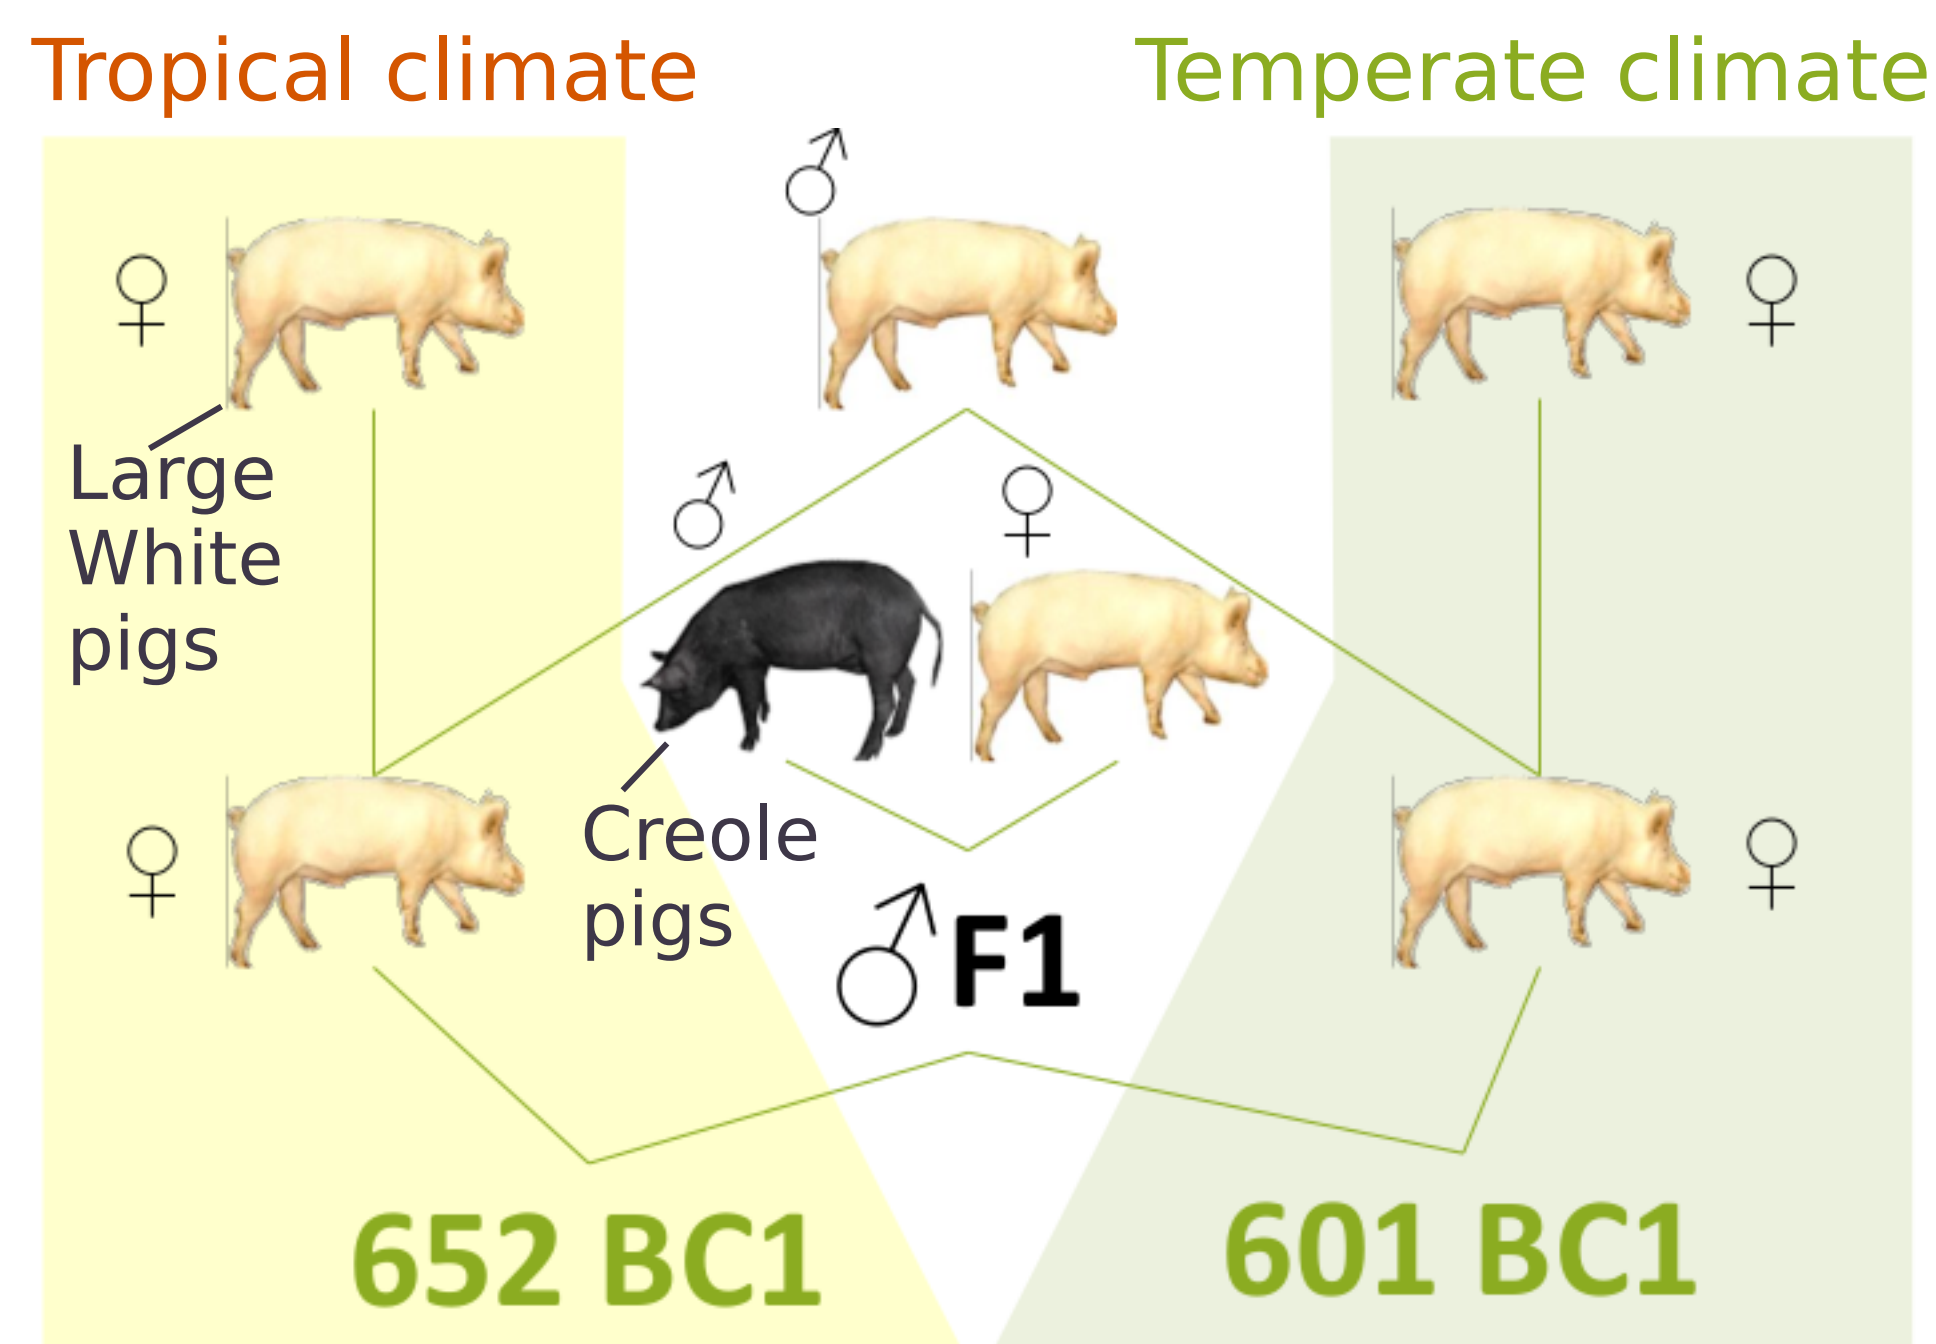 Tropical climate
Temperate climate
♂
♀
♀
Large
White
pigs
♂
♀
Creole
pigs
♀
♀
♂ F1
652 BC1
601 BC1